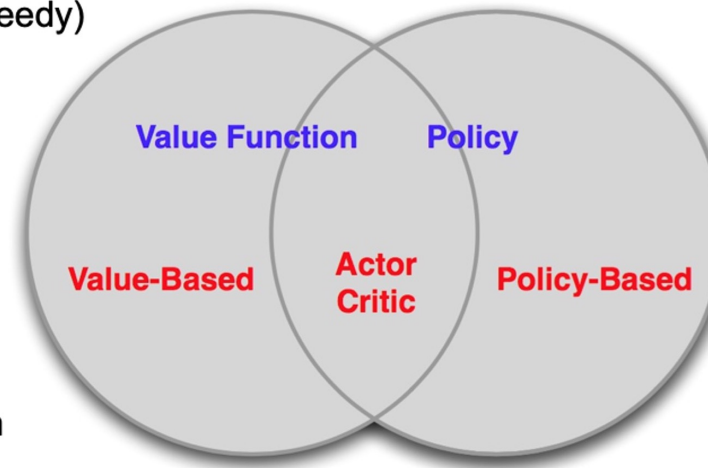 eedy)
Value Function
Policy
Value-Based
Actor
Critic
Policy-Based